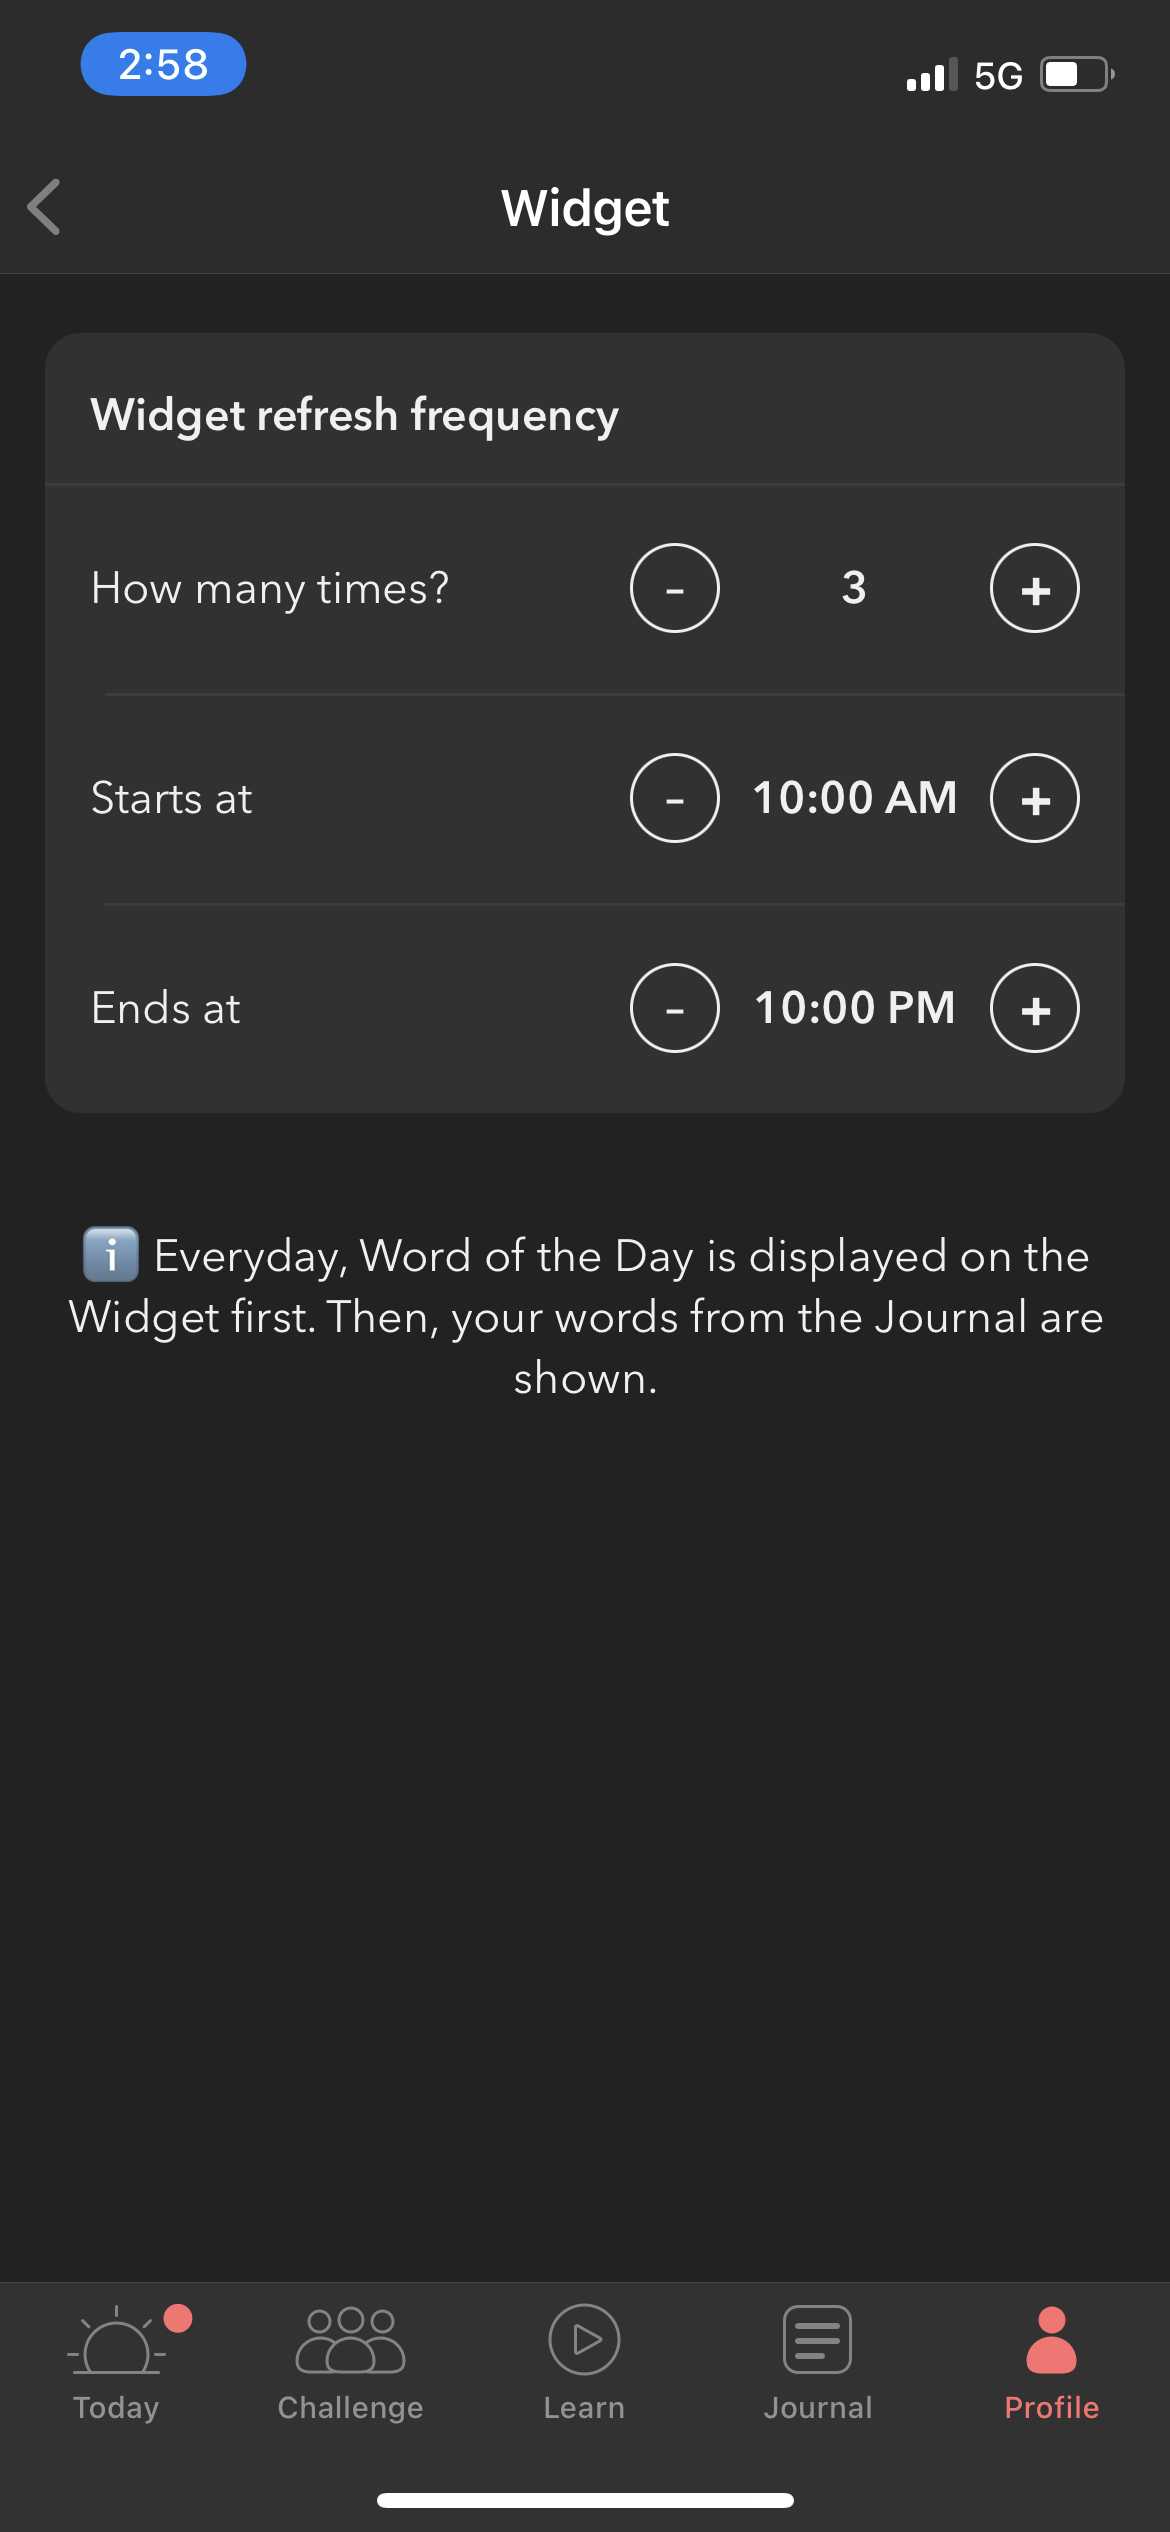 2:58
5G
Widget
Widget refresh frequency
How many times?
-
3
+
Starts at
-
10:00 AM
+
Ends at
-
10:00 PM
+
ℹ️ Everyday, Word of the Day is displayed on the
Widget first. Then, your words from the Journal are
shown.
Today
Challenge
Learn
Journal
Profile